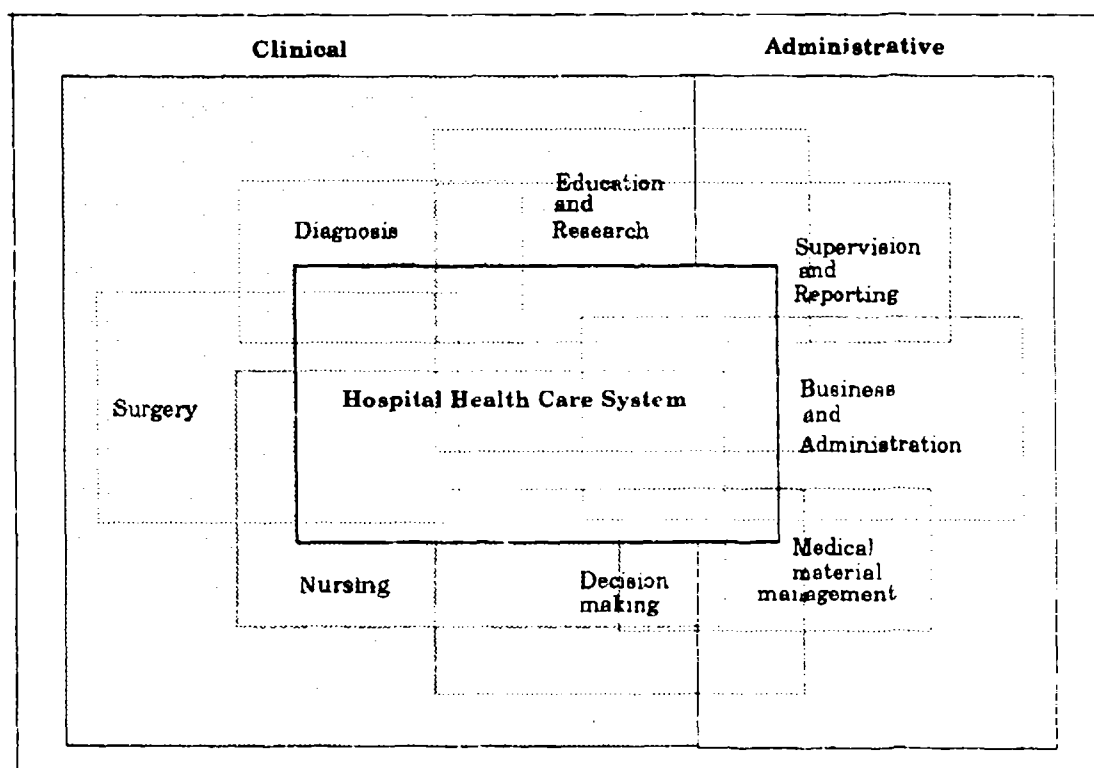 Clinical
Administrative
Education
and
Research
Diagnosis
Supervision
and
Reporting
Hospital Health Care System
Surgery
Business
and
Administration
Nursing
Decision
making
Medical
material
management